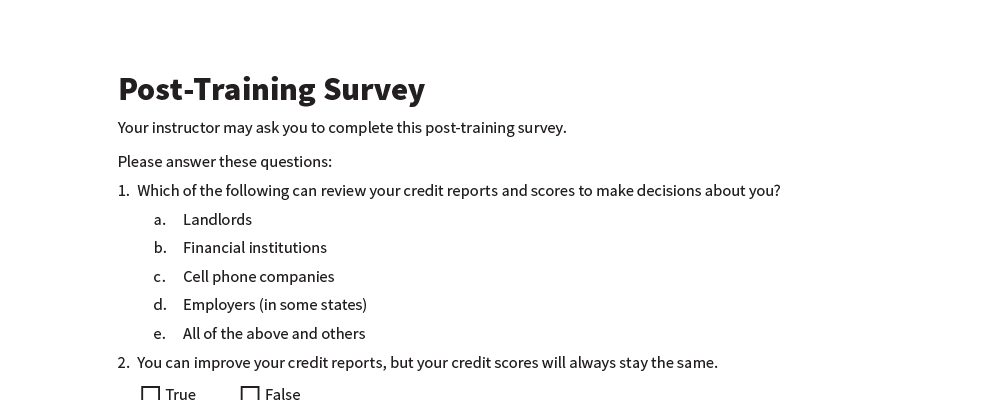 Post-Training Survey
Your instructor may ask you to complete this post-training survey.
Please answer these questions:
1. Which of the following can review your credit reports and scores to make decisions about you?
a. Landlords
b. Financial institutions
c. Cell phone companies
d. Employers (in some states)
e. All of the above and others
2. You can improve your credit reports, but your credit scores will always stay the same.
True False